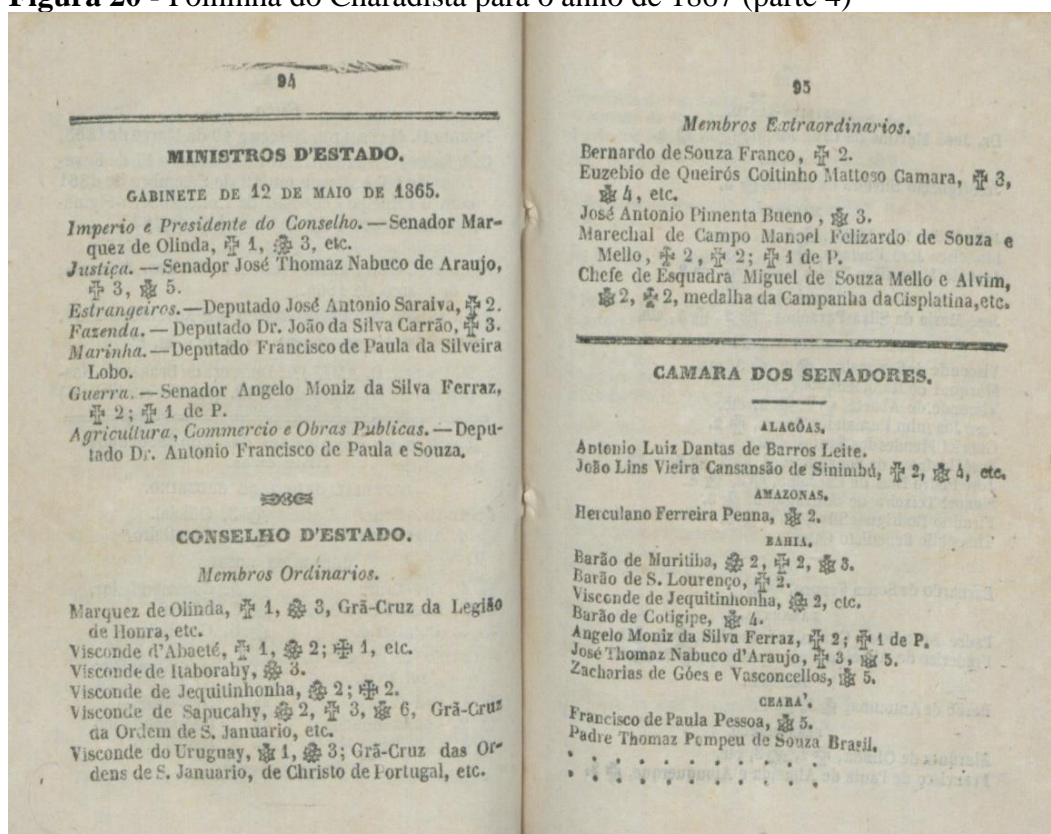 Figura 20 - Folhinha do Charadista para o anno de 1867 (parte 4)
94
MINISTROS D'ESTADO.
GABINETE DE 12 DE MAIO DE 1865.
Imperio e Presidente do Conselho. — Senador Mar-
quez de Olinda, 1, 3, etc.
Justiça. — Senador José Thomaz Nabuco de Araujo,
3, 5.
Estrangeiros. — Deputado José Antonio Saraiva, 2.
Fazenda. — Deputado Dr. João da Silva Carrão, 3.
Marinha. — Deputado Francisco de Paula da Silveira
Lobo.
Guerra. — Senador Angelo Moniz da Silva Ferraz,
2; 1 de P.
Agricultura, Commercio e Obras Publicas. — Depu-
tado Dr. Antonio Francisco de Paula e Souza.
CONSELHO D'ESTADO.
Membros Ordinarios.
Marquez de Olinda, 1, 3, Grã-Cruz da Legião
de Honra, etc.
Visconde d'Abaeté, 1, 2; 1, etc.
Visconde de Itaborahy, 3.
Visconde de Jequitinhonha, 2; 2.
Visconde de Sapucahy, 2, 3, 6, Grã-Cruz
da Ordem de S. Januario, etc.
Visconde do Uruguay, 1, 3; Grã-Cruz das Or-
dens de S. Januario, de Christo de Portugal, etc.
95
Membros Extraordinarios.
Bernardo de Souza Franco, 2.
Euzebio de Queirós Coitinho Mattoso Camara, 3,
4, etc.
José Antonio Pimenta Bueno, 3.
Marechal de Campo Manoel Felizardo de Souza e
Mello, 2, 2; 1 de P.
Chefe de Esquadra Miguel de Souza Mello e Alvim,
2, 2, medalha da Campanha da Cisplatina, etc.
CAMARA DOS SENADORES.
ALAGÔAS.
Antonio Luiz Dantas de Barros Leite.
João Lins Vieira Cansansão de Sinimbú, 2, 4, etc.
AMAZONAS.
Herculano Ferreira Penna, 2.
BAHIA.
Barão de Muritiba, 2, 2, 3.
Barão de S. Lourenço, 2.
Visconde de Jequitinhonha, 2, etc.
Barão de Cotigipe, 4.
Angelo Moniz da Silva Ferraz, 2; 1 de P.
José Thomaz Nabuco d'Araujo, 3, 5.
Zacharias de Góes e Vasconcellos, 5.
CEARA'.
Francisco de Paula Pessoa, 5.
Padre Thomaz Pompeu de Souza Brasil.